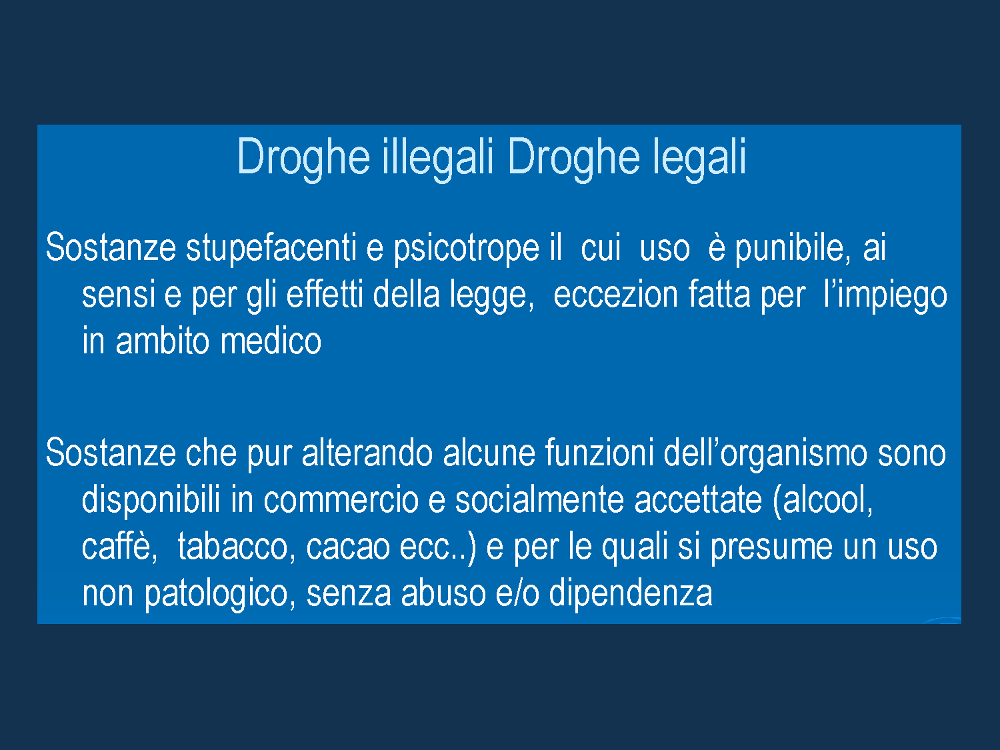 Droghe illegali Droghe legali
Sostanze stupefacenti e psicotrope il cui uso è punibile, ai
sensi e per gli effetti della legge, eccezion fatta per l’impiego
in ambito medico
Sostanze che pur alterando alcune funzioni dell’organismo sono
disponibili in commercio e socialmente accettate (alcool,
caffè, tabacco, cacao ecc..) e per le quali si presume un uso
non patologico, senza abuso e/o dipendenza